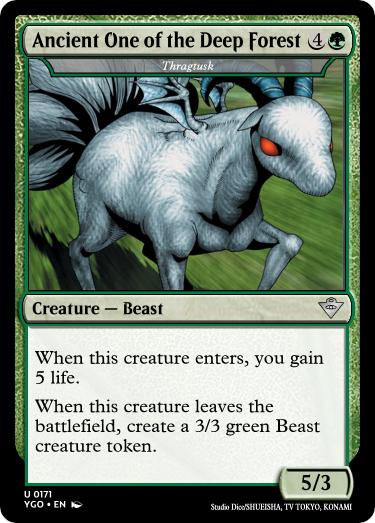 Ancient One of the Deep Forest 4
Thragtusk
Creature — Beast
When this creature enters, you gain
5 life.
When this creature leaves the
battlefield, create a 3/3 green Beast
creature token.
5/3
U 0171
YGO • EN
Studio Dice/SHUEISHA, TV TOKYO, KONAMI